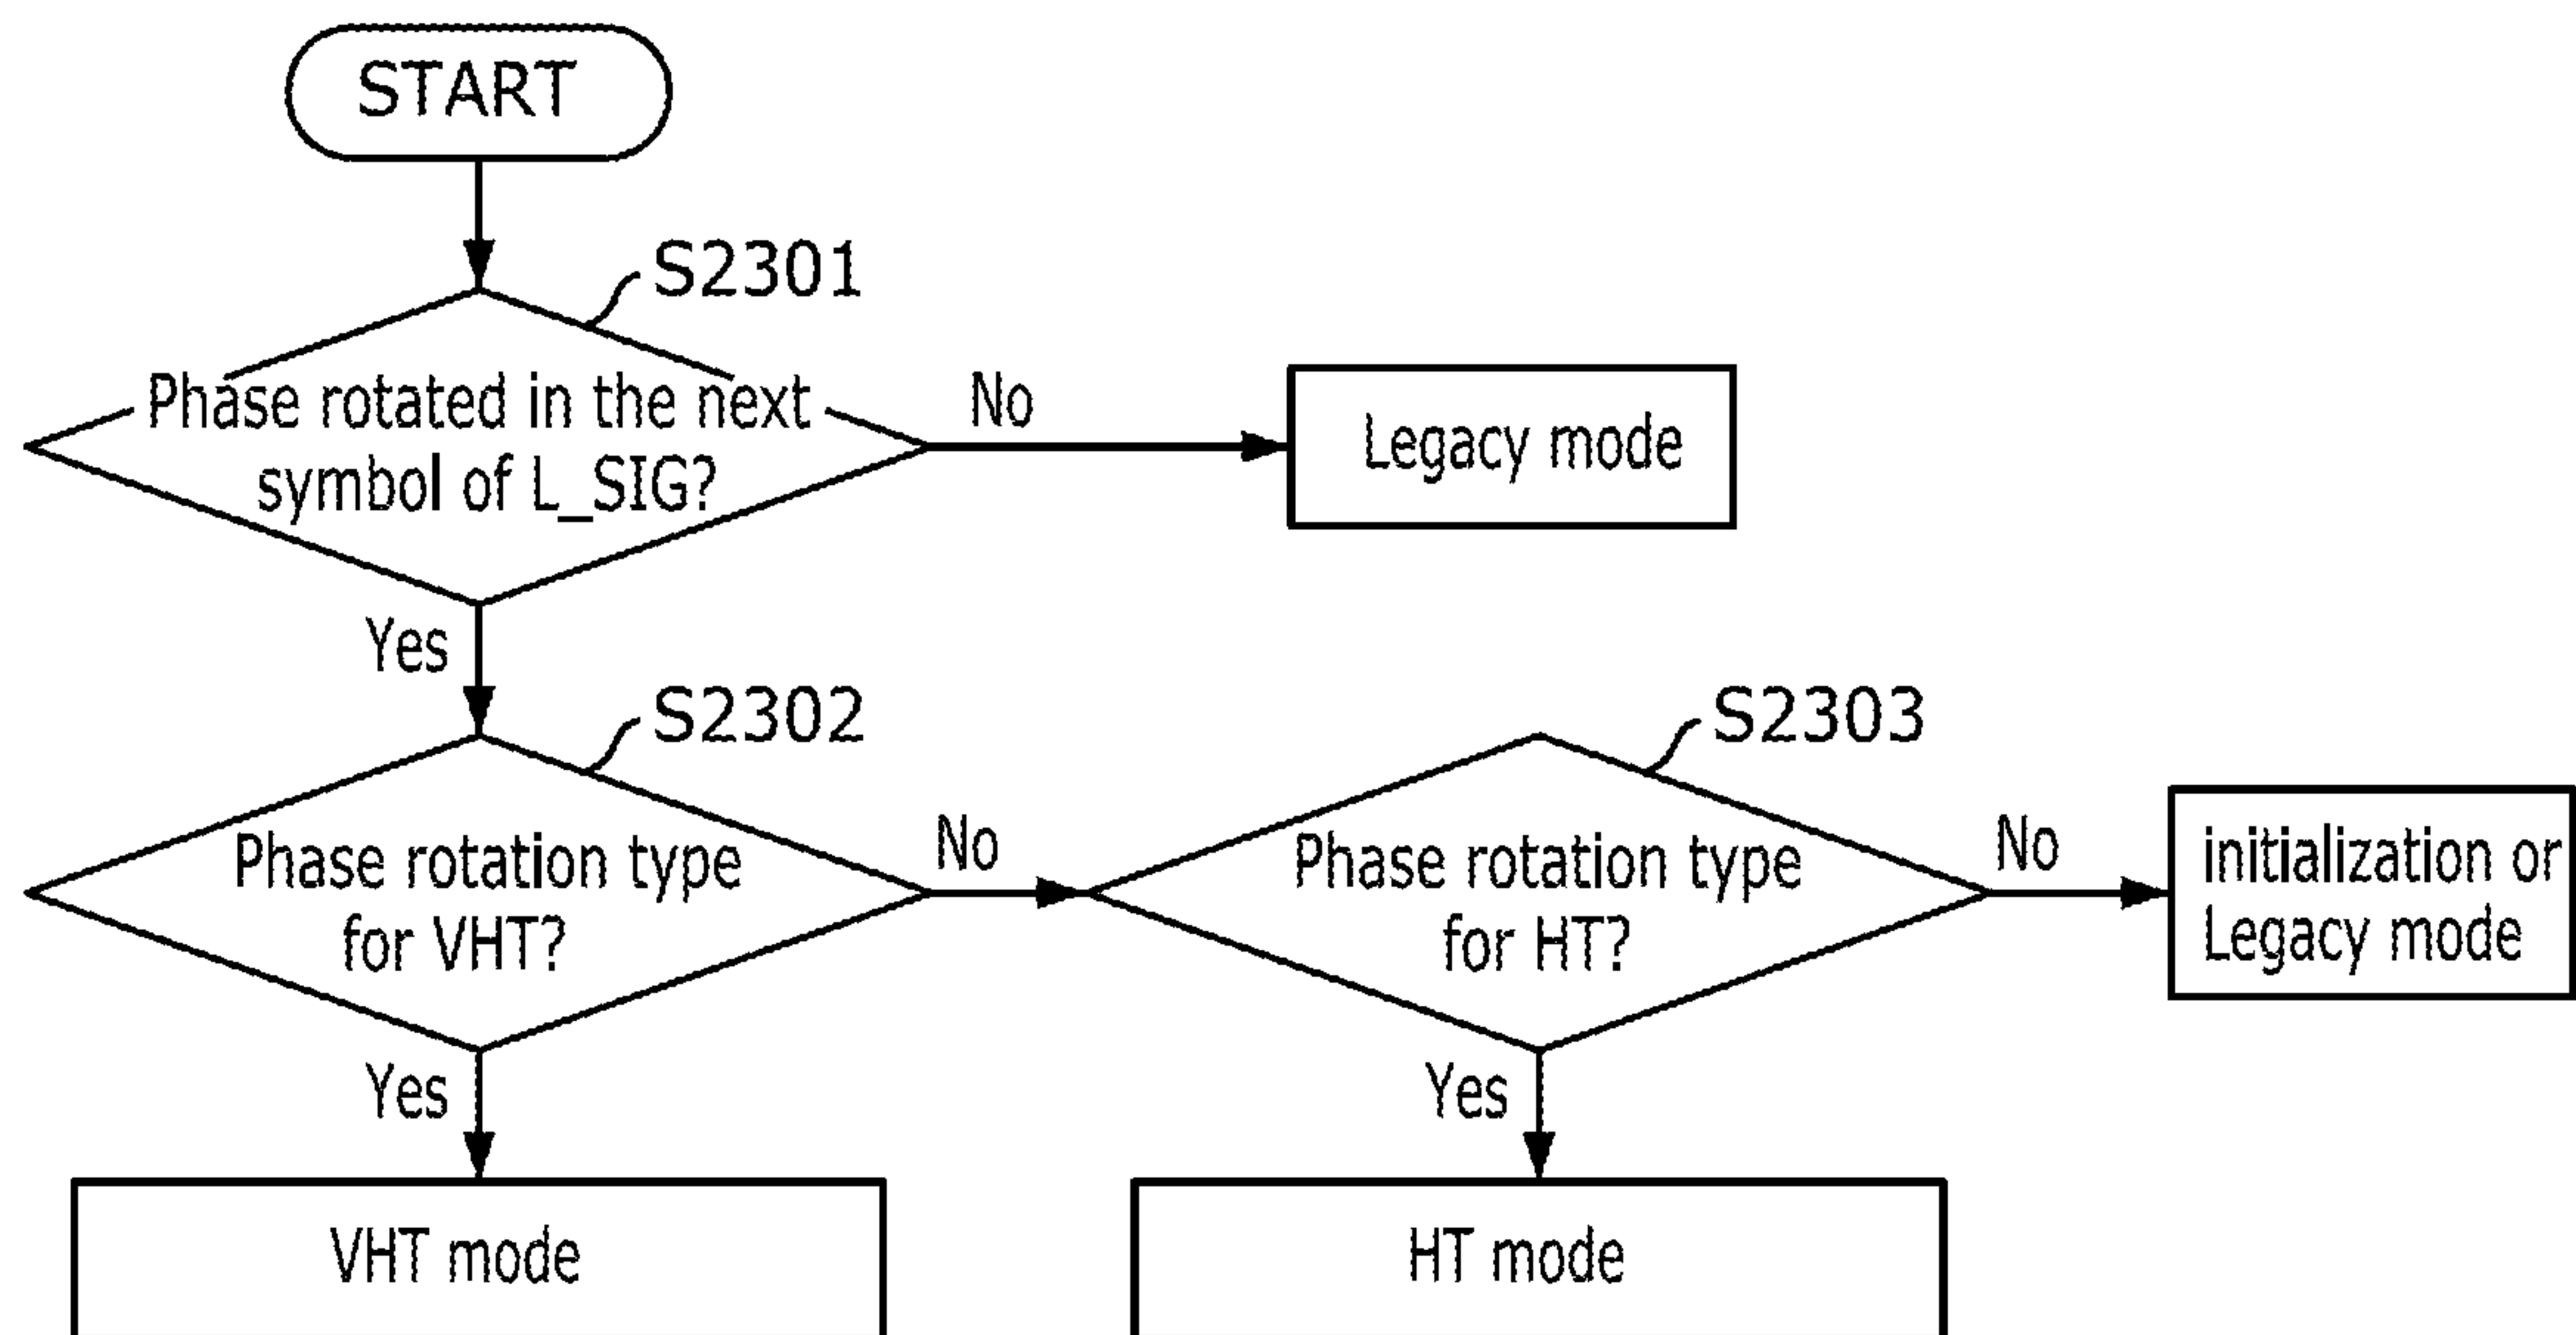 START
S2301
Phase rotated in the next
symbol of L_SIG?
No
Legacy mode
Yes
S2302
Phase rotation type
for VHT?
No
S2303
Phase rotation type
for HT?
No
initialization or
Legacy mode
Yes
Yes
VHT mode
HT mode